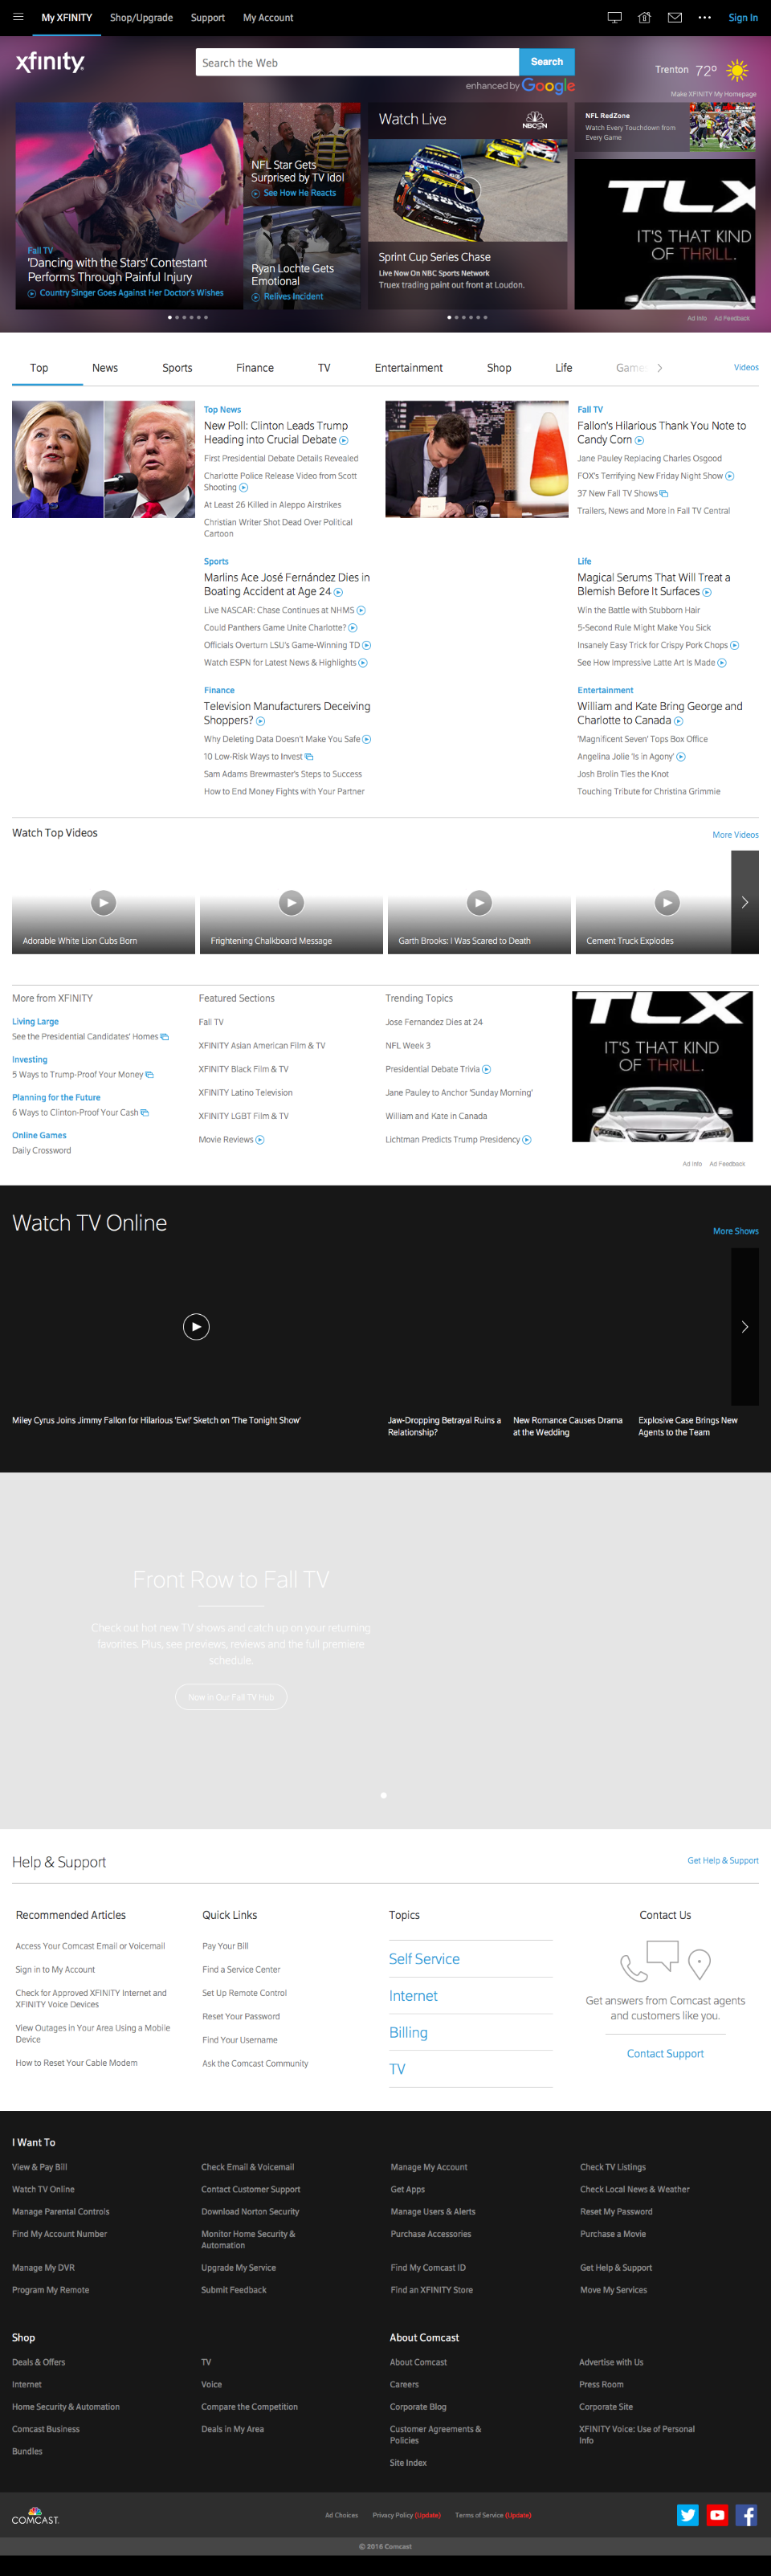 My XFINITY
Shop/Upgrade
Support
My Account
Sign In
xfinity
Search the Web
Search
enhanced by Google
Trenton 72°
Make XFINITY My Homepage
Fall TV
'Dancing with the Stars' Contestant
Performs Through Painful Injury
Country Singer Goes Against Her Doctor's Wishes
NFL Star Gets
Surprised by TV Idol
See How He Reacts
Ryan Lochte Gets
Emotional
Relives Incident
Watch Live
NBCSN
Sprint Cup Series Chase
Live Now On NBC Sports Network
Truex trading paint out front at Loudon.
NFL RedZone
Watch Every Touchdown from
Every Game
TLX
IT'S THAT KIND
OF THRILL.
Ad Info Ad Feedback
Top
News
Sports
Finance
TV
Entertainment
Shop
Life
Games
Videos
Top News
New Poll: Clinton Leads Trump
Heading into Crucial Debate
First Presidential Debate Details Revealed
Charlotte Police Release Video from Scott
Shooting
At Least 26 Killed in Aleppo Airstrikes
Christian Writer Shot Dead Over Political
Cartoon
Fall TV
Fallon's Hilarious Thank You Note to
Candy Corn
Jane Pauley Replacing Charles Osgood
FOX's Terrifying New Friday Night Show
37 New Fall TV Shows
Trailers, News and More in Fall TV Central
Sports
Marlins Ace José Fernández Dies in
Boating Accident at Age 24
Live NASCAR: Chase Continues at NHMS
Could Panthers Game Unite Charlotte?
Officials Overturn LSU's Game-Winning TD
Watch ESPN for Latest News & Highlights
Life
Magical Serums That Will Treat a
Blemish Before It Surfaces
Win the Battle with Stubborn Hair
5-Second Rule Might Make You Sick
Insanely Easy Trick for Crispy Pork Chops
See How Impressive Latte Art Is Made
Finance
Television Manufacturers Deceiving
Shoppers?
Why Deleting Data Doesn't Make You Safe
10 Low-Risk Ways to Invest
Sam Adams Brewmaster's Steps to Success
How to End Money Fights with Your Partner
Entertainment
William and Kate Bring George and
Charlotte to Canada
'Magnificent Seven' Tops Box Office
Angelina Jolie 'Is in Agony'
Josh Brolin Ties the Knot
Touching Tribute for Christina Grimmie
Watch Top Videos
More Videos
Adorable White Lion Cubs Born
Frightening Chalkboard Message
Garth Brooks: I Was Scared to Death
Cement Truck Explodes
More from XFINITY
Living Large
See the Presidential Candidates' Homes
Investing
5 Ways to Trump-Proof Your Money
Planning for the Future
6 Ways to Clinton-Proof Your Cash
Online Games
Daily Crossword
Featured Sections
Fall TV
XFINITY Asian American Film & TV
XFINITY Black Film & TV
XFINITY Latino Television
XFINITY LGBT Film & TV
Movie Reviews
Trending Topics
Jose Fernandez Dies at 24
NFL Week 3
Presidential Debate Trivia
Jane Pauley to Anchor 'Sunday Morning'
William and Kate in Canada
Lichtman Predicts Trump Presidency
TLX
IT'S THAT KIND
OF THRILL.
Ad Info Ad Feedback
Watch TV Online
More Shows
Miley Cyrus Joins Jimmy Fallon for Hilarious 'Ew!' Sketch on 'The Tonight Show'
Jaw-Dropping Betrayal Ruins a
Relationship?
New Romance Causes Drama
at the Wedding
Explosive Case Brings New
Agents to the Team
Front Row to Fall TV
Check out hot new TV shows and catch up on your returning
favorites. Plus, see previews, reviews and the full premiere
schedule.
Now in Our Fall TV Hub
Help & Support
Get Help & Support
Recommended Articles
Access Your Comcast Email or Voicemail
Sign in to My Account
Check for Approved XFINITY Internet and
XFINITY Voice Devices
View Outages in Your Area Using a Mobile
Device
How to Reset Your Cable Modem
Quick Links
Pay Your Bill
Find a Service Center
Set Up Remote Control
Reset Your Password
Find Your Username
Ask the Comcast Community
Topics
Self Service
Internet
Billing
TV
Contact Us
Get answers from Comcast agents
and customers like you.
Contact Support
I Want To
View & Pay Bill
Check Email & Voicemail
Manage My Account
Check TV Listings
Watch TV Online
Contact Customer Support
Get Apps
Check Local News & Weather
Manage Parental Controls
Download Norton Security
Manage Users & Alerts
Reset My Password
Find My Account Number
Monitor Home Security &
Automation
Purchase Accessories
Purchase a Movie
Manage My DVR
Upgrade My Service
Find My Comcast ID
Get Help & Support
Program My Remote
Submit Feedback
Find an XFINITY Store
Move My Services
Shop
Deals & Offers
Internet
Home Security & Automation
Comcast Business
Bundles
TV
Voice
Compare the Competition
Deals in My Area
About Comcast
About Comcast
Careers
Corporate Blog
Customer Agreements &
Policies
Site Index
Advertise with Us
Press Room
Corporate Site
XFINITY Voice: Use of Personal
Info
COMCAST
Ad Choices
Privacy Policy (Update)
Terms of Service (Update)
© 2016 Comcast